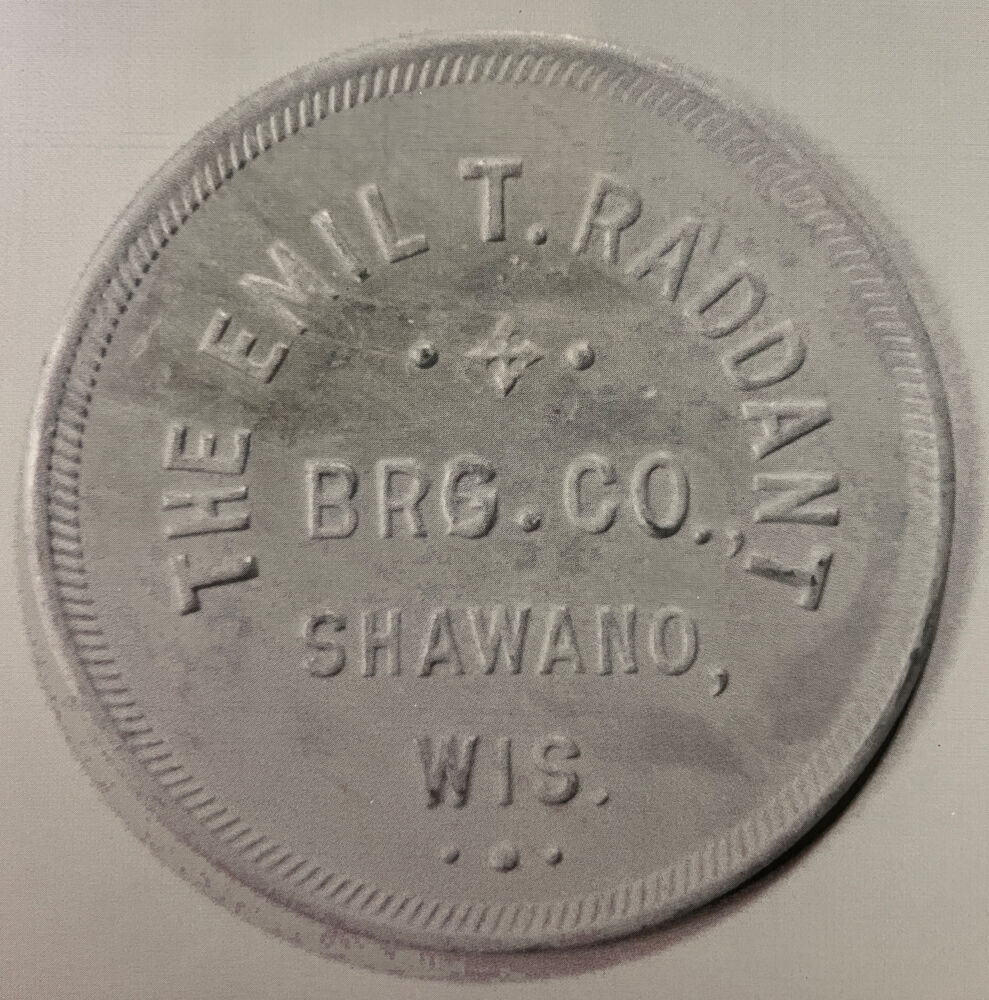 THE EMIL T. RADDANT
BRG. CO.,
SHAWANO,
WIS.